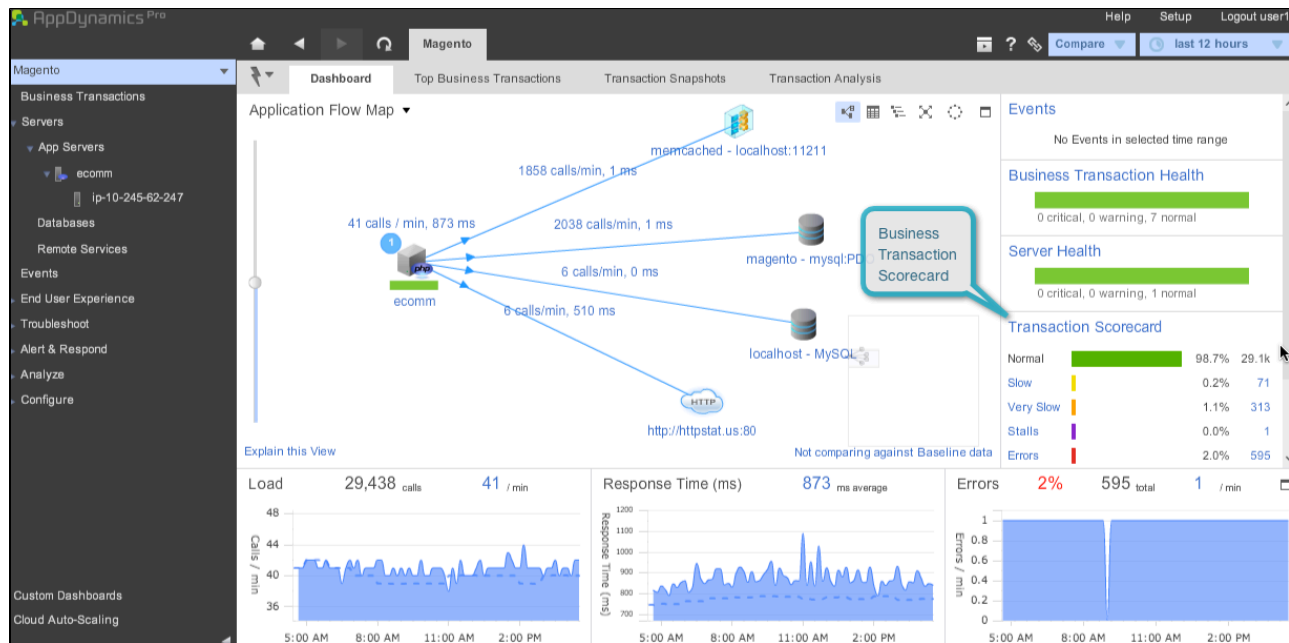 AppDynamics Pro
Help Setup Logout user1
Magento
Compare
last 12 hours
Magento
Dashboard Top Business Transactions Transaction Snapshots Transaction Analysis
Business Transactions
Servers
App Servers
ecomm
ip-10-245-62-247
Databases
Remote Services
Events
End User Experience
Troubleshoot
Alert & Respond
Analyze
Configure
Custom Dashboards
Cloud Auto-Scaling
Application Flow Map
memcached - localhost:11211
1858 calls/min, 1 ms
41 calls / min, 873 ms
2038 calls/min, 1 ms
1
php
ecomm
magento - mysql:PD
6 calls/min, 0 ms
6 calls/min, 510 ms
localhost - MySQL
HTTP
http://httpstat.us:80
Explain this View
Not comparing against Baseline data
Business
Transaction
Scorecard
Events
No Events in selected time range
Business Transaction Health
0 critical, 0 warning, 7 normal
Server Health
0 critical, 0 warning, 1 normal
Transaction Scorecard
Normal 98.7% 29.1k
Slow 0.2% 71
Very Slow 1.1% 313
Stalls 0.0% 1
Errors 2.0% 595
Load 29,438 calls 41 / min
Calls / min
48
44
40
36
5:00 AM 8:00 AM 11:00 AM 2:00 PM
Response Time (ms) 873 ms average
Response Time (ms)
1200
1100
1000
900
800
700
5:00 AM 8:00 AM 11:00 AM 2:00 PM
Errors 2% 595 total 1 / min
Errors / min
1
0.8
0.6
0.4
0.2
0
5:00 AM 8:00 AM 11:00 AM 2:00 PM